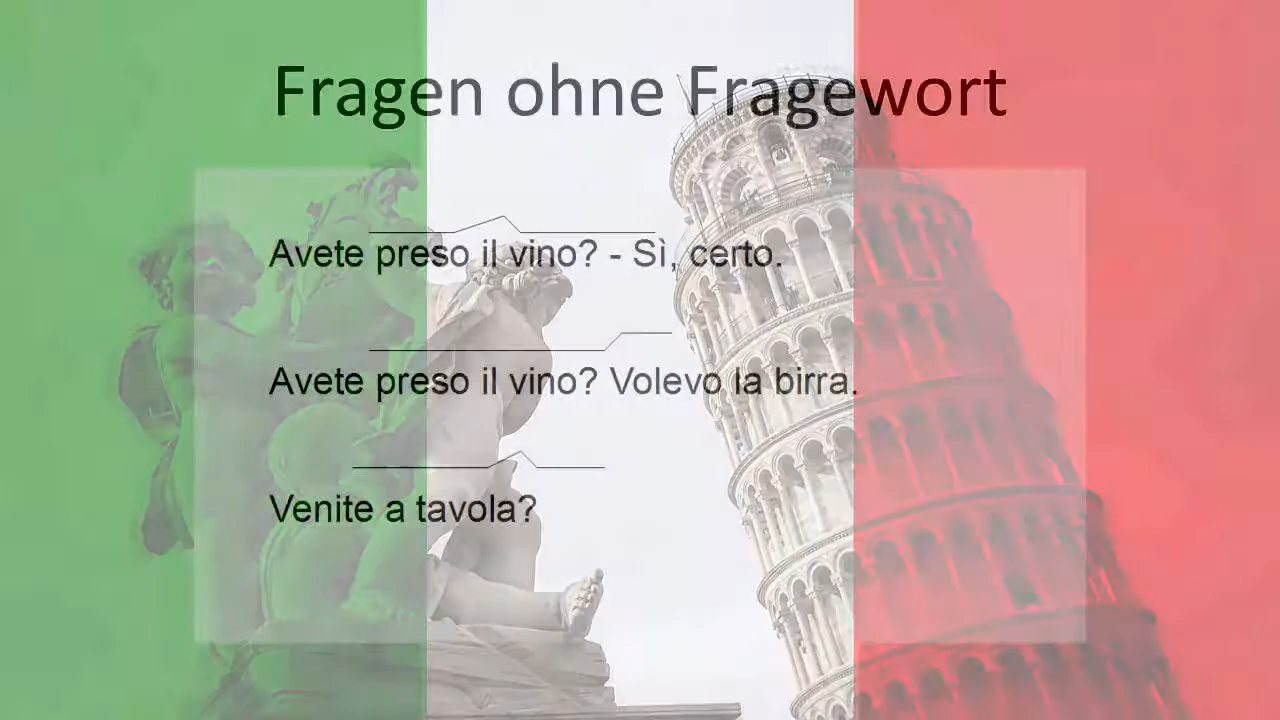 Fragen ohne Fragewort
Avete preso il vino? - Sì, certo.
Avete preso il vino? Volevo la birra.
Venite a tavola?